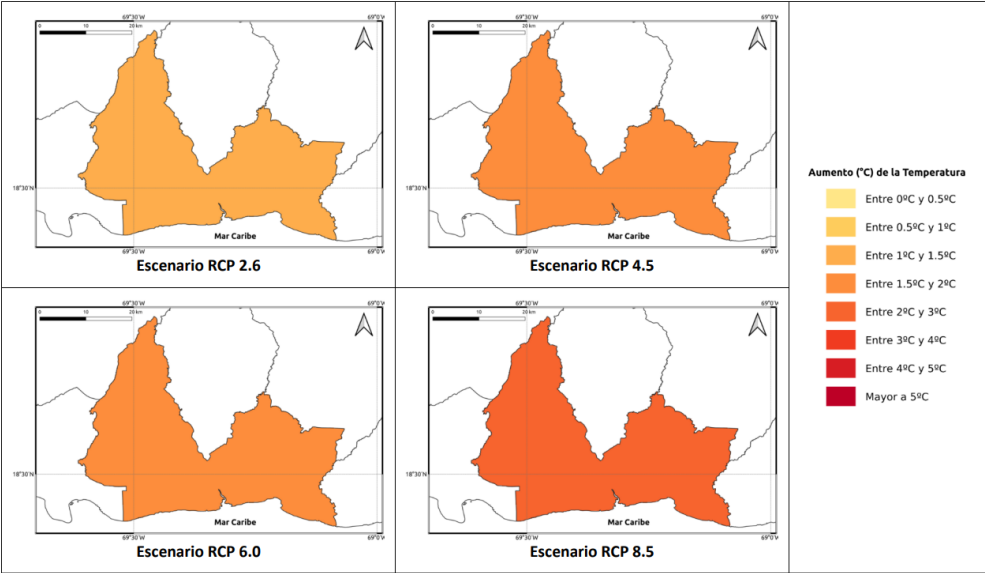 69°30'W
69°0'W
0
10
20 km
18°30'N
Mar Caribe
69°30'W
69°0'W
Escenario RCP 2.6
69°30'W
69°0'W
0
10
20 km
18°30'N
Mar Caribe
69°30'W
69°0'W
Escenario RCP 4.5
69°30'W
69°0'W
0
10
20 km
18°30'N
Mar Caribe
69°30'W
69°0'W
Escenario RCP 6.0
69°30'W
69°0'W
0
10
20 km
18°30'N
Mar Caribe
69°30'W
69°0'W
Escenario RCP 8.5
Aumento (°C) de la Temperatura
Entre 0ºC y 0.5ºC
Entre 0.5ºC y 1ºC
Entre 1ºC y 1.5ºC
Entre 1.5ºC y 2ºC
Entre 2ºC y 3ºC
Entre 3ºC y 4ºC
Entre 4ºC y 5ºC
Mayor a 5ºC